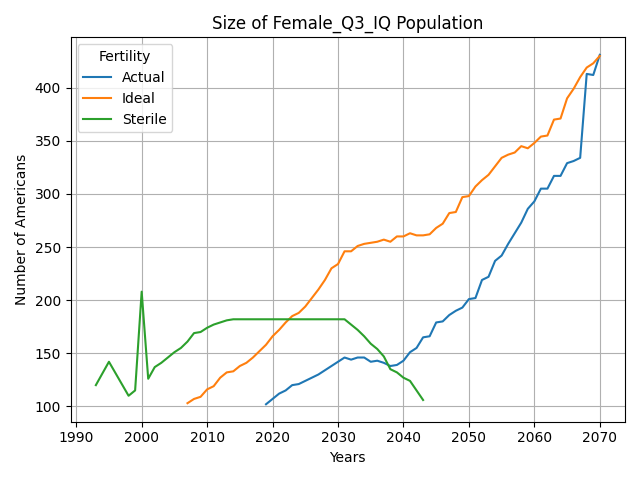 Size of Female_Q3_IQ Population
Fertility
Actual
Ideal
Sterile
Number of Americans
400
350
300
250
200
150
100
1990 2000 2010 2020 2030 2040 2050 2060 2070
Years